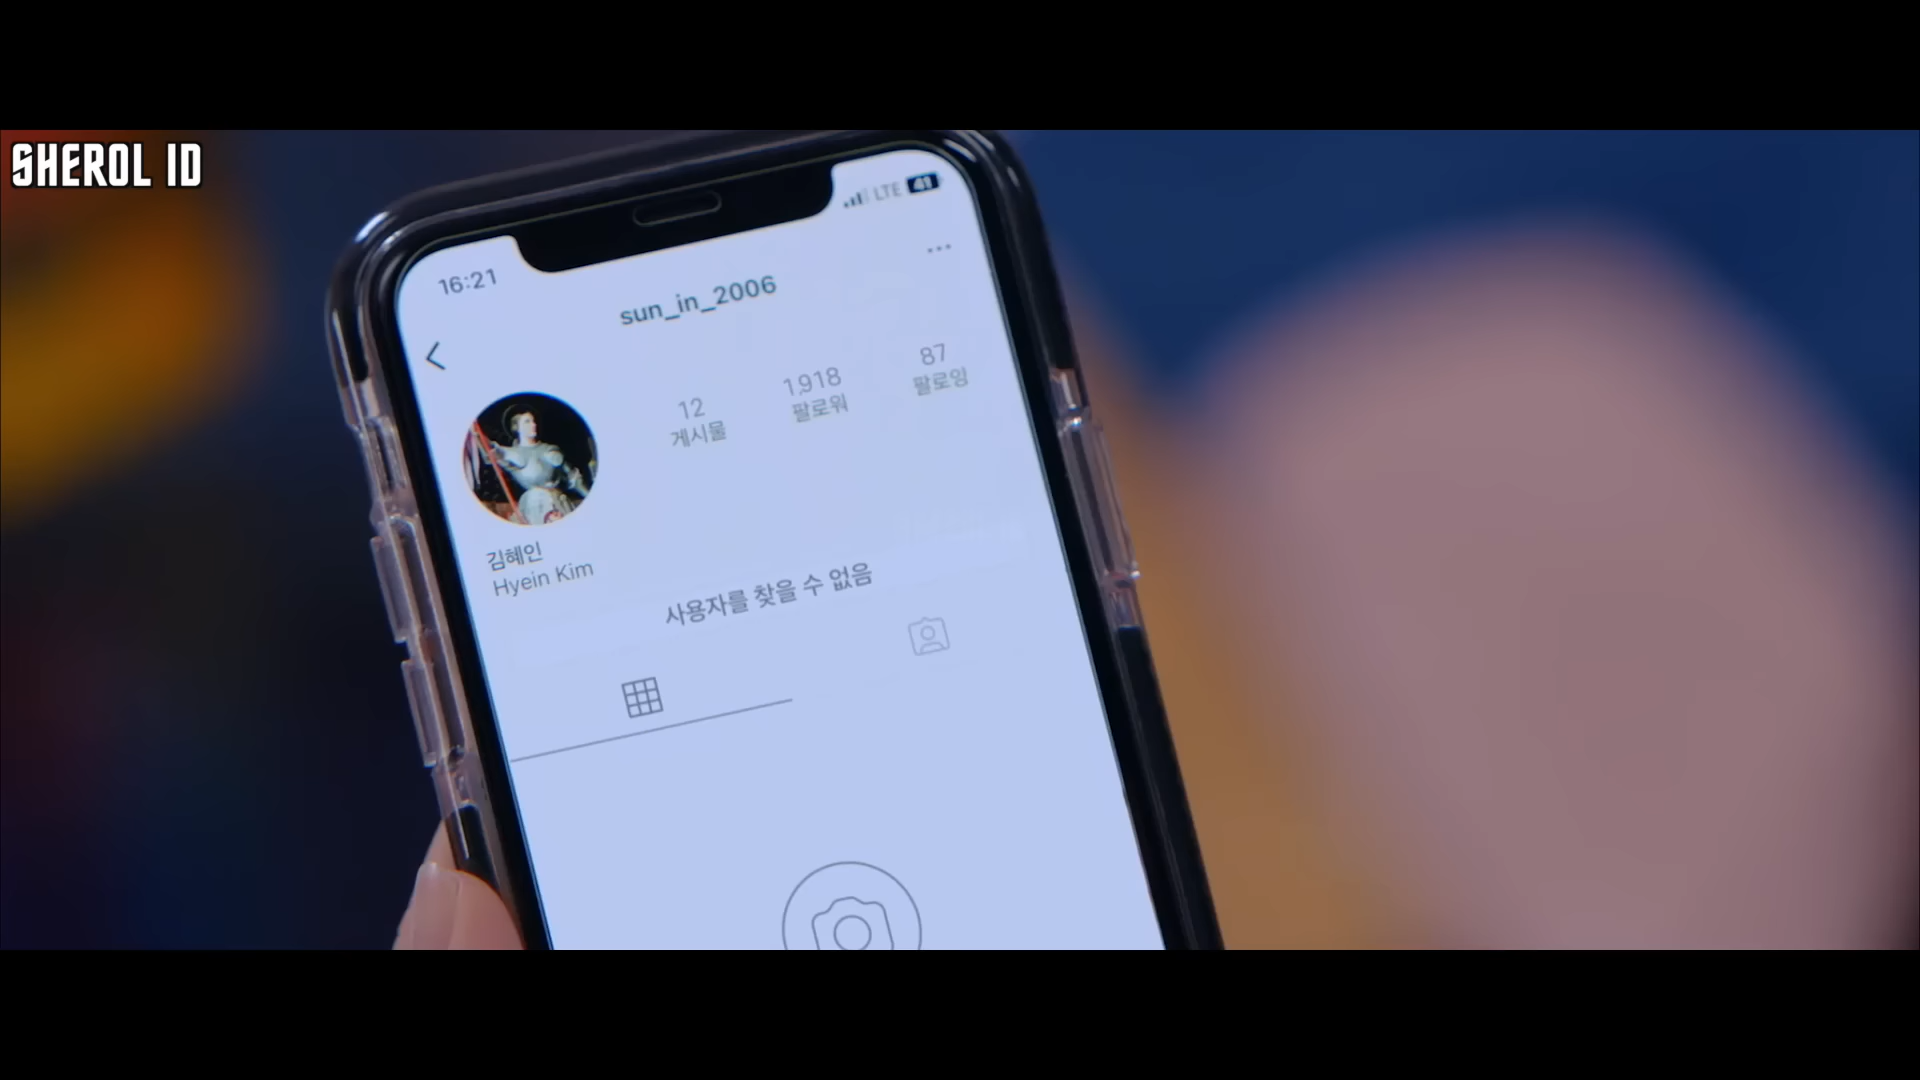 SHEROL ID
LTE 41
16:21
sun_in_2006
12
게시물
1,918
팔로워
87
팔로잉
김혜인
Hyein Kim
사용자를 찾을 수 없음